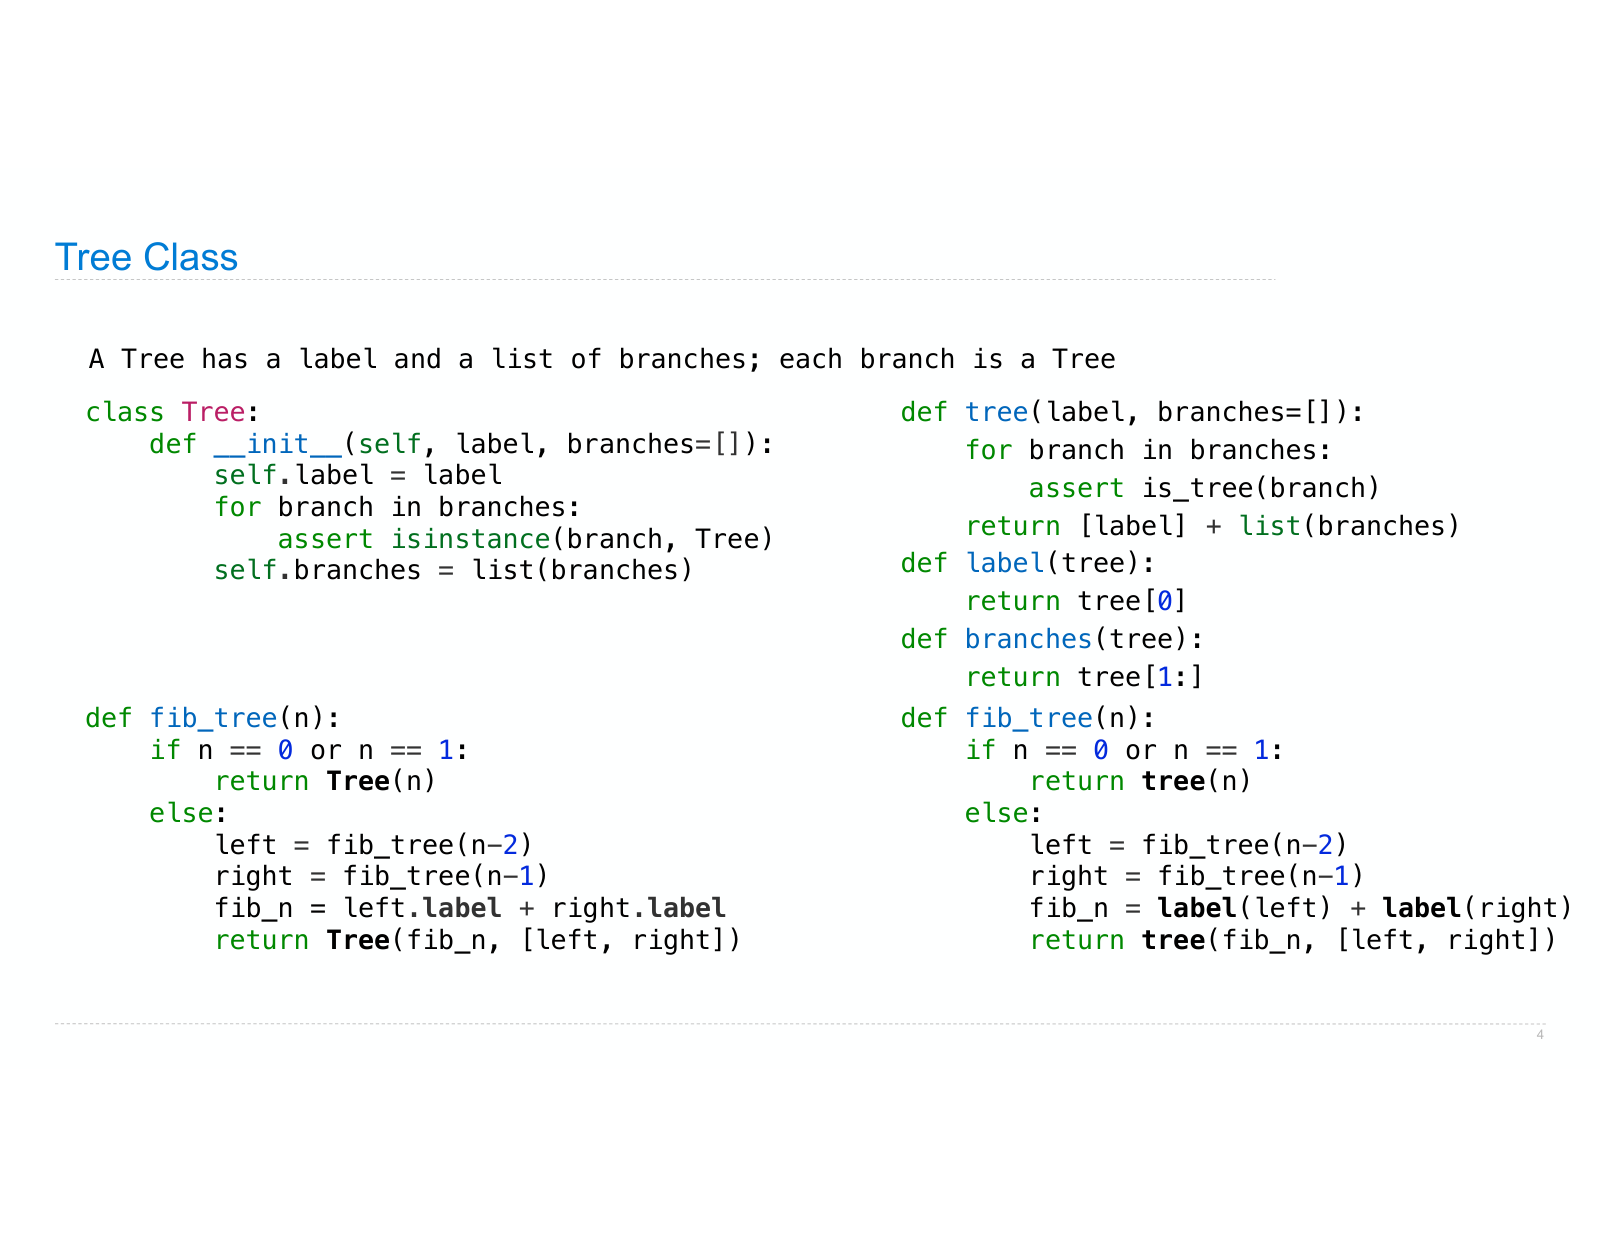 Tree Class
A Tree has a label and a list of branches; each branch is a Tree
class Tree:
    def __init__(self, label, branches=[]):
        self.label = label
        for branch in branches:
            assert isinstance(branch, Tree)
        self.branches = list(branches)
def fib_tree(n):
    if n == 0 or n == 1:
        return Tree(n)
    else:
        left = fib_tree(n-2)
        right = fib_tree(n-1)
        fib_n = left.label + right.label
        return Tree(fib_n, [left, right])
def tree(label, branches=[]):
    for branch in branches:
        assert is_tree(branch)
    return [label] + list(branches)
def label(tree):
    return tree[0]
def branches(tree):
    return tree[1:]
def fib_tree(n):
    if n == 0 or n == 1:
        return tree(n)
    else:
        left = fib_tree(n-2)
        right = fib_tree(n-1)
        fib_n = label(left) + label(right)
        return tree(fib_n, [left, right])
4